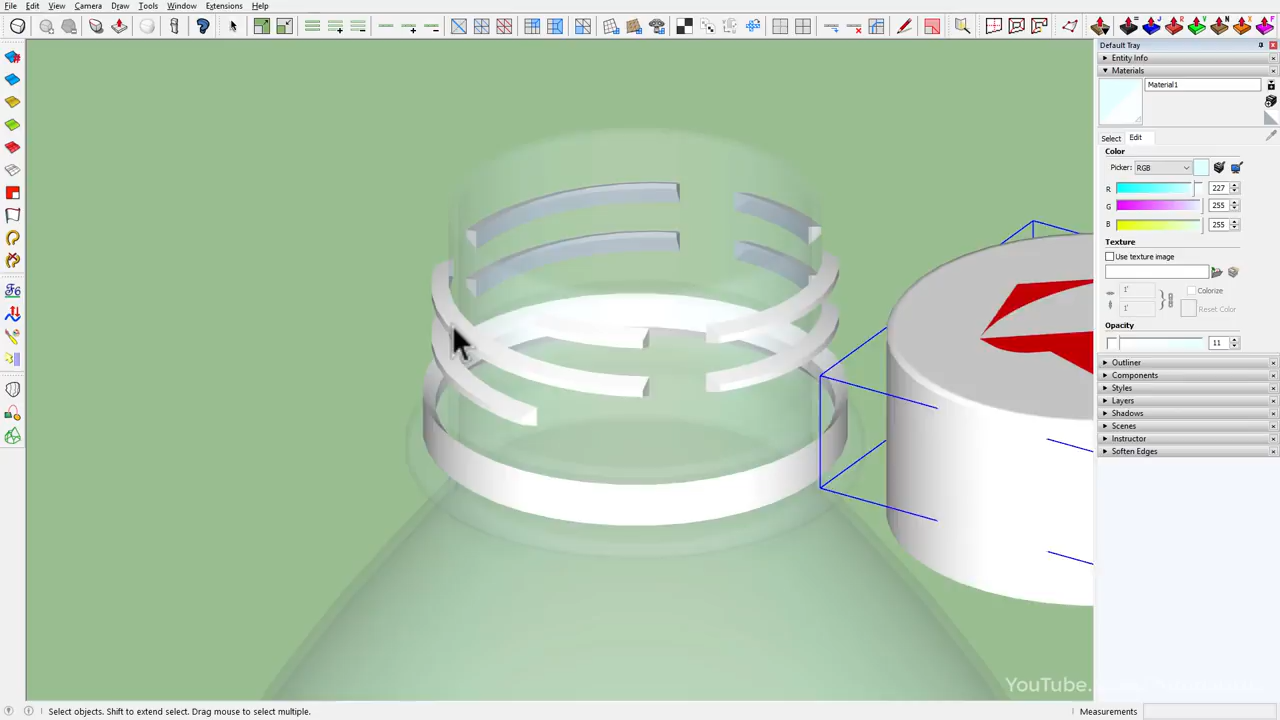 File Edit View Camera Draw Tools Window Extensions Help
Default Tray
Entity Info
Materials
Material1
Select Edit
Color
Picker: RGB
R 227
G 255
B 255
Texture
Use texture image
1'
Colorize
1'
Reset Color
Opacity
11
Outliner
Components
Styles
Layers
Shadows
Scenes
Instructor
Soften Edges
YouTube.
Select objects. Shift to extend select. Drag mouse to select multiple.
Measurements